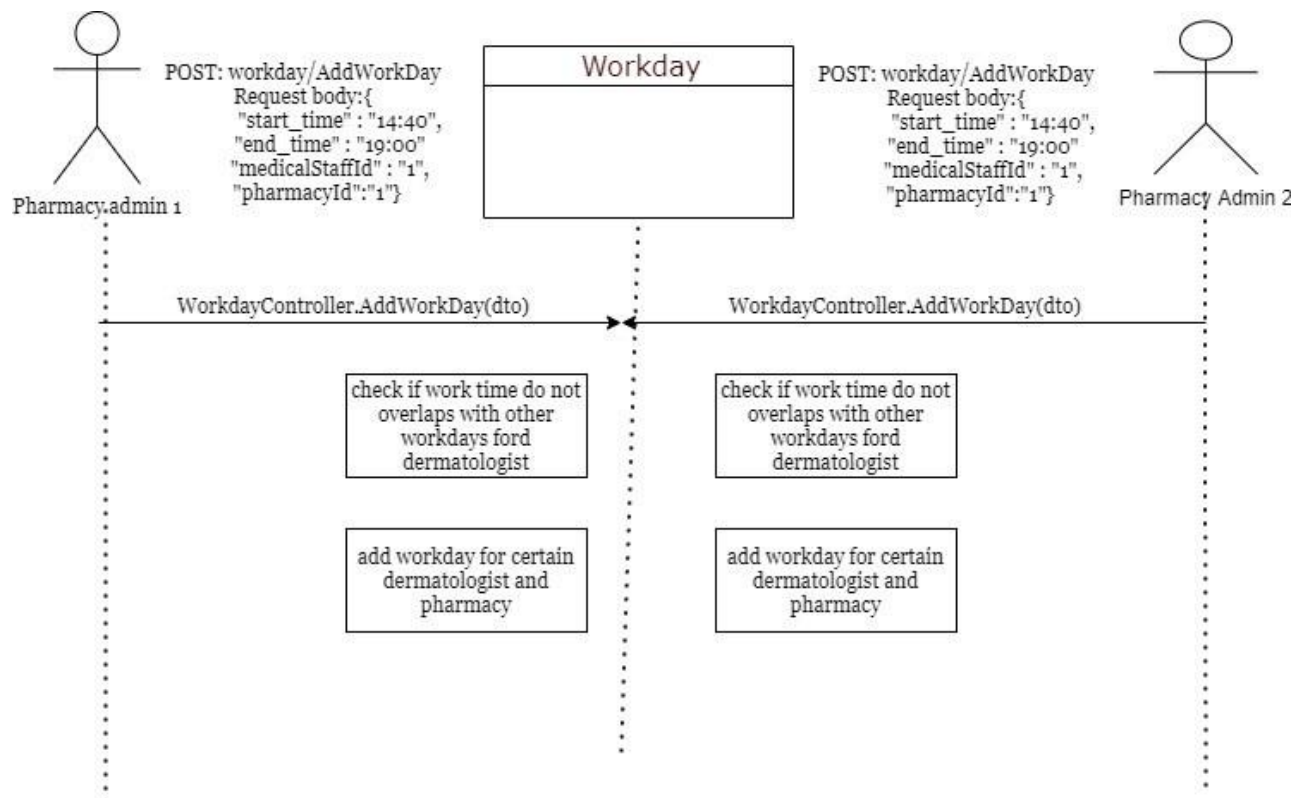 POST: workday/AddWorkDay
Request body:{
"start_time" : "14:40",
"end_time" : "19:00"
"medicalStaffId" : "1",
"pharmacyId":"1"}
Pharmacy admin 1
Workday
POST: workday/AddWorkDay
Request body:{
"start_time" : "14:40",
"end_time" : "19:00"
"medicalStaffId" : "1",
"pharmacyId":"1"}
Pharmacy Admin 2
WorkdayController.AddWorkDay(dto)
WorkdayController.AddWorkDay(dto)
check if work time do not
overlaps with other
workdays ford
dermatologist
check if work time do not
overlaps with other
workdays ford
dermatologist
add workday for certain
dermatologist and
pharmacy
add workday for certain
dermatologist and
pharmacy